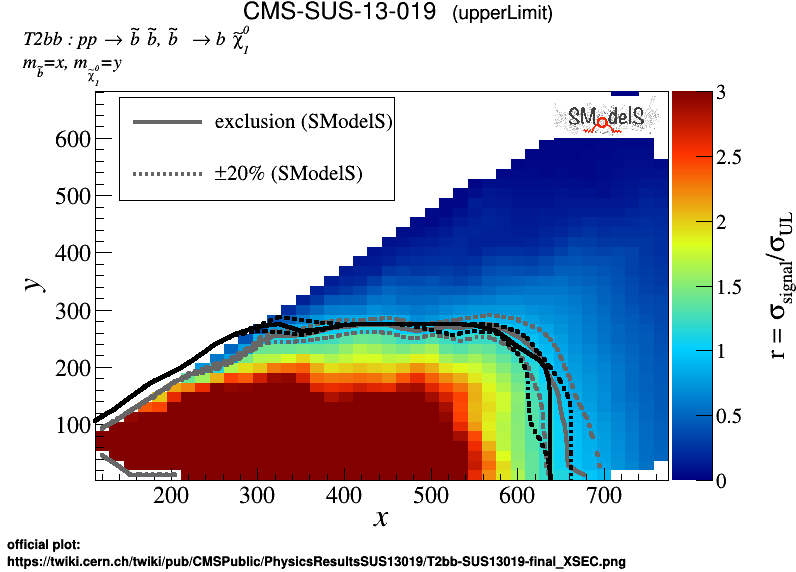 CMS-SUS-13-019 (upperLimit)
T2bb : pp → b̃ b̃, b̃ → b χ̃⁰₁
m_b̃=x, m_χ̃⁰₁=y
SModelS
exclusion (SModelS)
±20% (SModelS)
600
500
400
300
200
100
y
200 300 400 500 600 700
x
3
2.5
2
1.5
1
0.5
0
r = σ_signal/σ_UL
official plot:
https://twiki.cern.ch/twiki/pub/CMSPublic/PhysicsResultsSUS13019/T2bb-SUS13019-final_XSEC.png